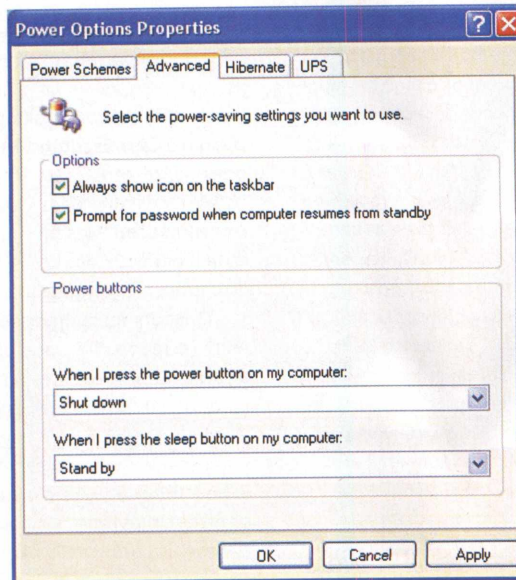 Power Options Properties
Power Schemes Advanced Hibernate UPS
Select the power-saving settings you want to use.
Options
Always show icon on the taskbar
Prompt for password when computer resumes from standby
Power buttons
When I press the power button on my computer:
Shut down
When I press the sleep button on my computer:
Stand by
OK Cancel Apply